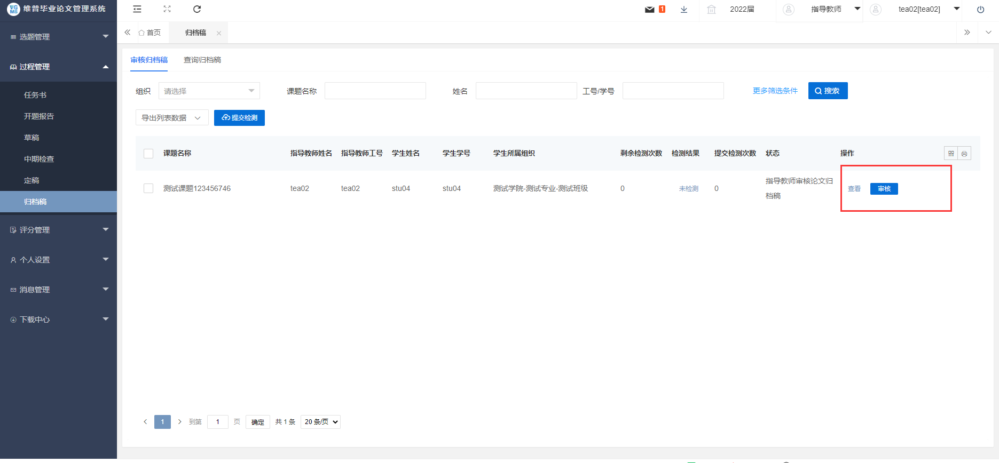 维普毕业论文管理系统
1
2022届
指导教师
tea02[tea02]
首页
归档稿
选题管理
过程管理
任务书
开题报告
草稿
中期检查
定稿
归档稿
评分管理
个人设置
消息管理
下载中心
审核归档稿 查询归档稿
组织 请选择 课题名称 姓名 工号/学号 更多筛选条件 搜索
导出列表数据 提交检测
课题名称 指导教师姓名 指导教师工号 学生姓名 学生学号 学生所属组织 剩余检测次数 检测结果 提交检测次数 状态 操作
测试课题123456746 tea02 tea02 stu04 stu04 测试学院-测试专业-测试班级 0 未检测 0 指导教师审核论文归
档稿
查看 审核
1 到第 1 页 确定 共 1 条 20 条/页